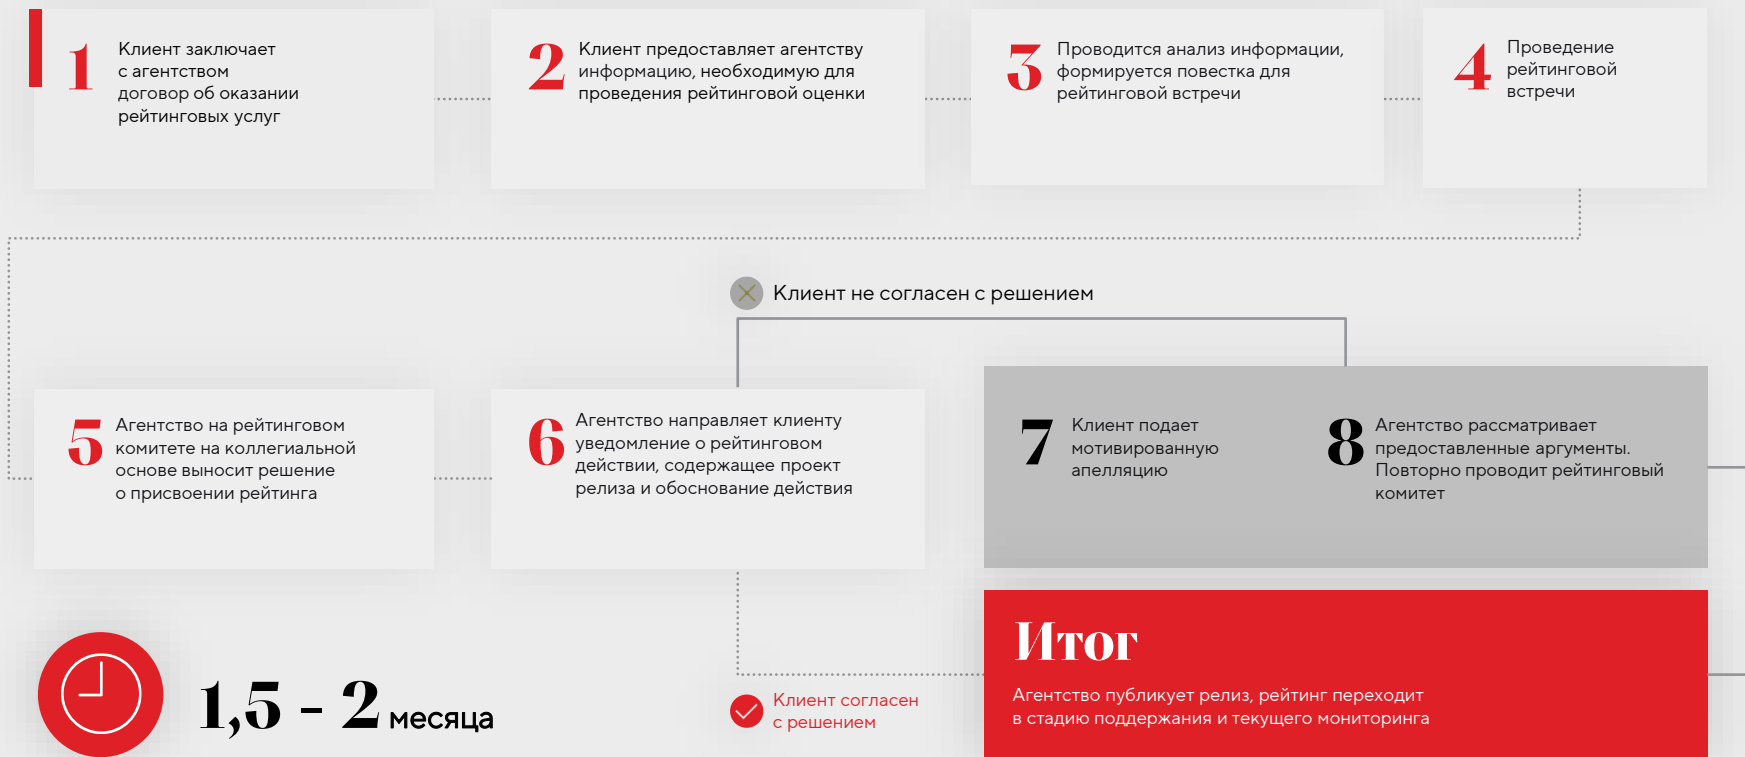 1
Клиент заключает
с агентством
договор об оказании
рейтинговых услуг
2
Клиент предоставляет агентству
информацию, необходимую для
проведения рейтинговой оценки
3
Проводится анализ информации,
формируется повестка для
рейтинговой встречи
4
Проведение
рейтинговой
встречи
Клиент не согласен с решением
5
Агентство на рейтинговом
комитете на коллегиальной
основе выносит решение
о присвоении рейтинга
6
Агентство направляет клиенту
уведомление о рейтинговом
действии, содержащее проект
релиза и обоснование действия
7
Клиент подает
мотивированную
апелляцию
8
Агентство рассматривает
предоставленные аргументы.
Повторно проводит рейтинговый
комитет
1,5 - 2 месяца
Клиент согласен
с решением
Итог
Агентство публикует релиз, рейтинг переходит
в стадию поддержания и текущего мониторинга